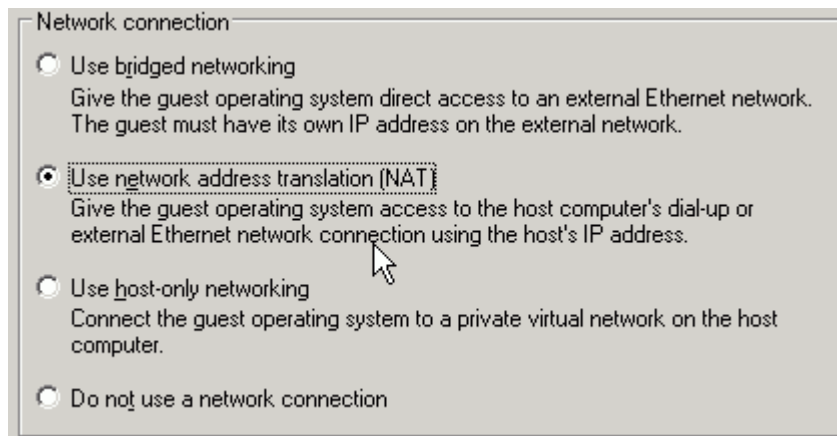 Network connection
Use bridged networking
Give the guest operating system direct access to an external Ethernet network.
The guest must have its own IP address on the external network.
Use network address translation (NAT)
Give the guest operating system access to the host computer's dial-up or
external Ethernet network connection using the host's IP address.
Use host-only networking
Connect the guest operating system to a private virtual network on the host
computer.
Do not use a network connection